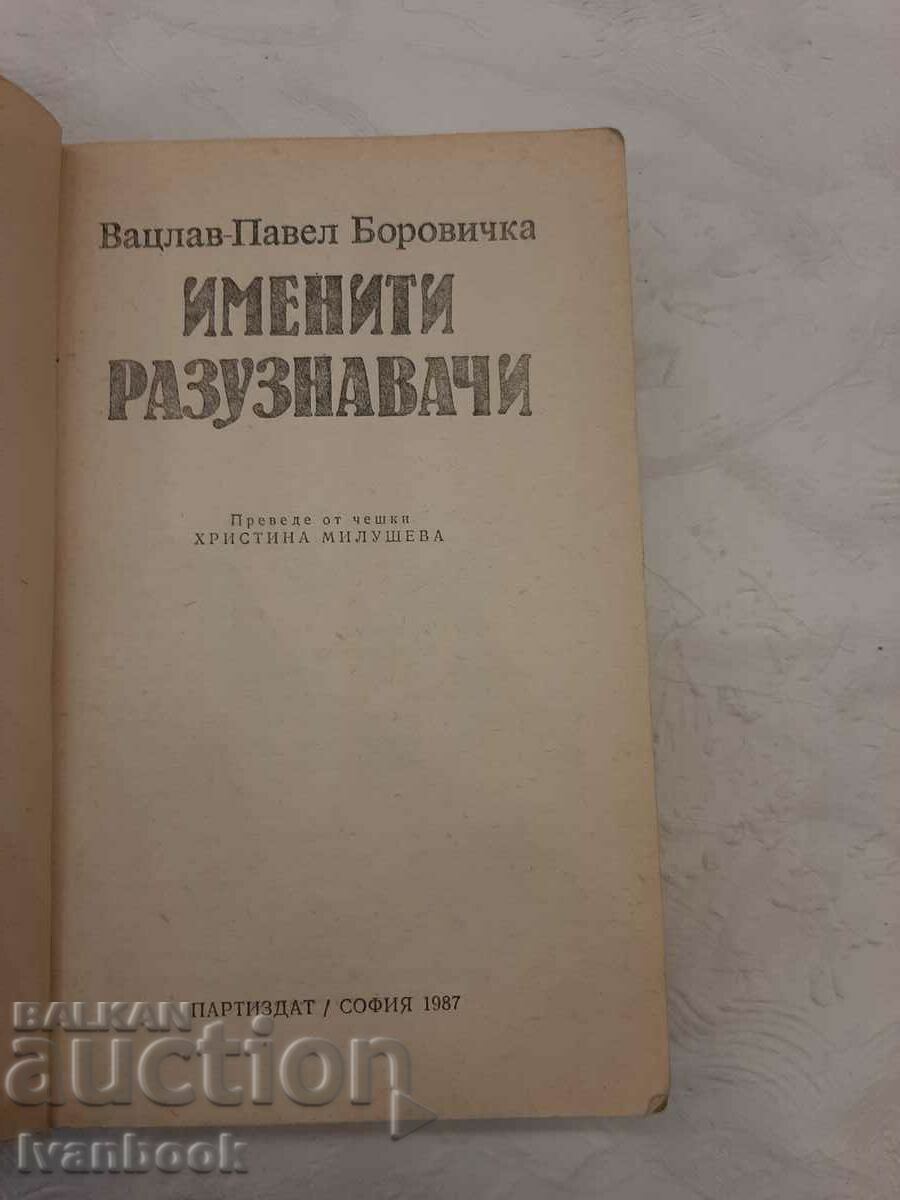 Вацлав-Павел Боровичка
ИМЕНИТИ
РАЗУЗНАВАЧИ
Преведе от чешки
ХРИСТИНА МИЛУШЕВА
ПАРТИЗДАТ / СОФИЯ 1987
BALKAN
auction
Ivanbook